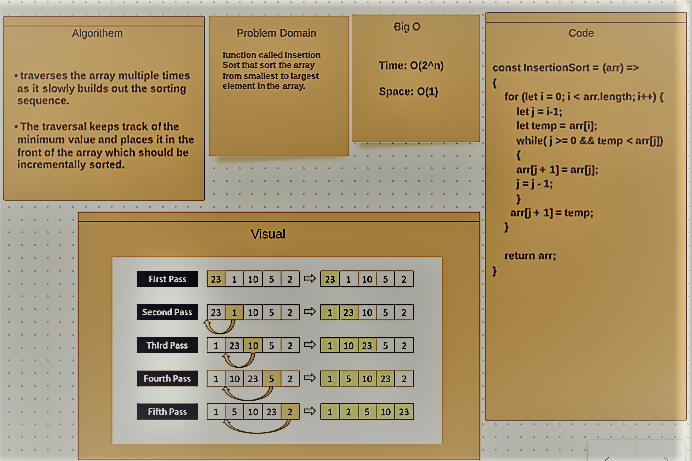 Algorithem
• traverses the array multiple times
as it slowly builds out the sorting
sequence.
• The traversal keeps track of the
minimum value and places it in the
front of the array which should be
incrementally sorted.
Problem Domain
function called Insertion
Sort that sort the array
from smallest to largest
element in the array.
Big O
Time: O(2^n)
Space: O(1)
Code
const InsertionSort = (arr) =>
{
for (let i = 0; i < arr.length; i++) {
let j = i-1;
let temp = arr[i];
while( j >= 0 && temp < arr[j])
{
arr[j + 1] = arr[j];
j = j - 1;
}
arr[j + 1] = temp;
}
return arr;
}
Visual
First Pass 23 1 10 5 2 23 1 10 5 2
Second Pass 23 1 10 5 2 1 23 10 5 2
Third Pass 1 23 10 5 2 1 10 23 5 2
Fourth Pass 1 10 23 5 2 1 5 10 23 2
Fifth Pass 1 5 10 23 2 1 2 5 10 23